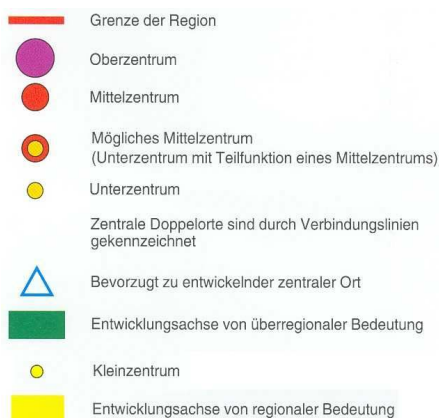 Grenze der Region
Oberzentrum
Mittelzentrum
Mögliches Mittelzentrum
(Unterzentrum mit Teilfunktion eines Mittelzentrums)
Unterzentrum
Zentrale Doppelorte sind durch Verbindungslinien
gekennzeichnet
Bevorzugt zu entwickelnder zentraler Ort
Entwicklungsachse von überregionaler Bedeutung
Kleinzentrum
Entwicklungsachse von regionaler Bedeutung